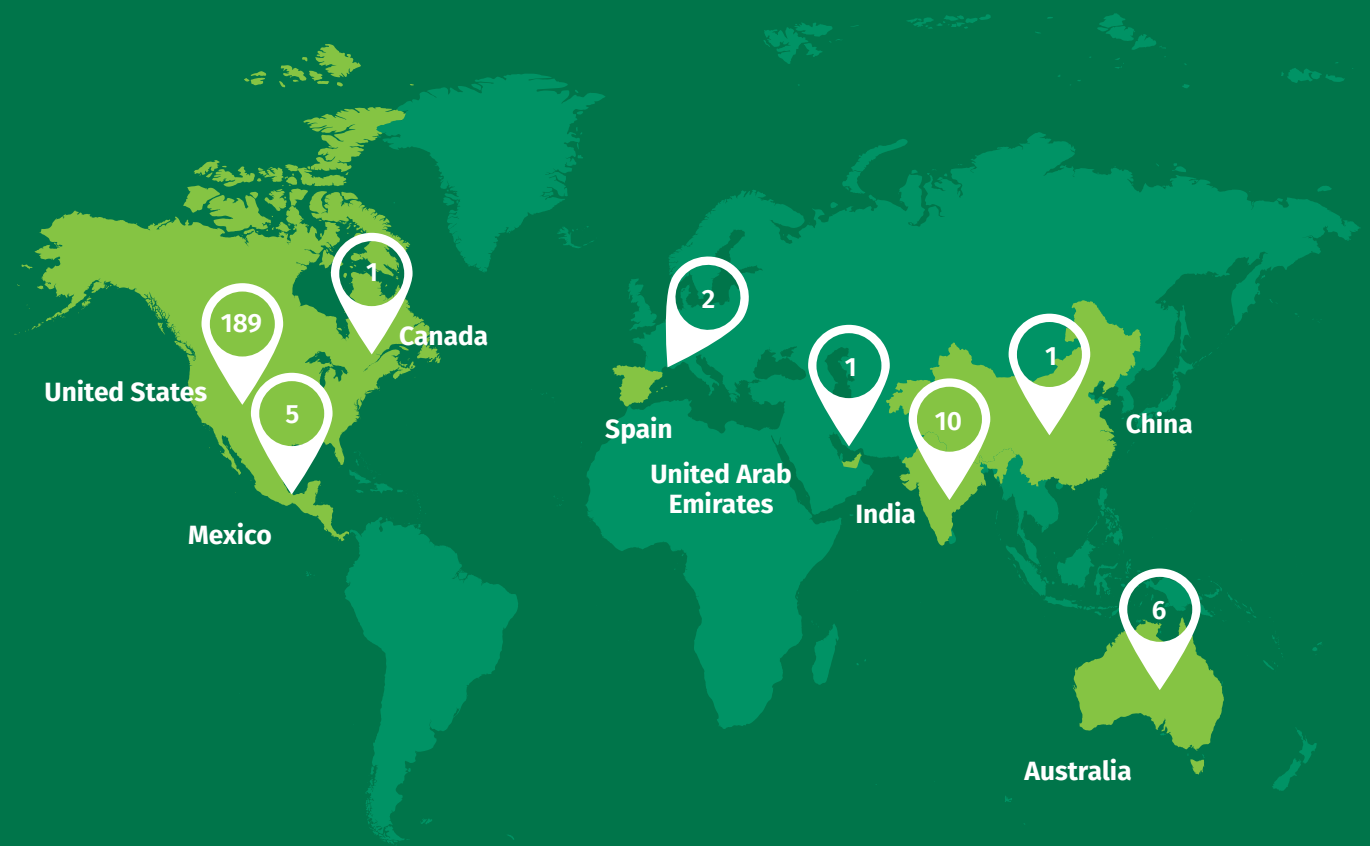 1
Canada
189
United States
5
Mexico
2
Spain
1
United Arab
Emirates
10
India
1
China
6
Australia